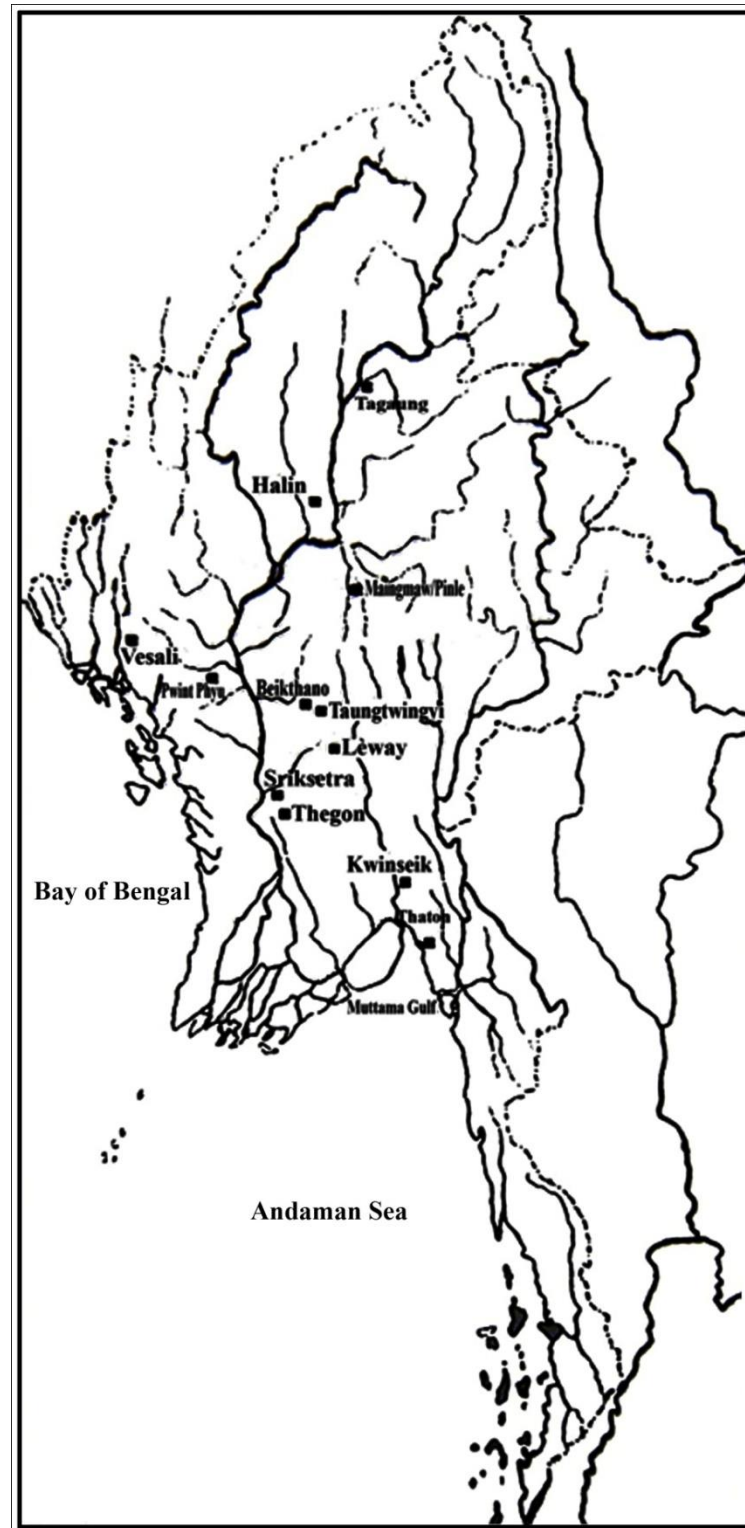 Tagaung
Halin
Maingmaw/Pinle
Vesali
Pwint Phyu
Beikthano
Taungtwingyi
Leway
Sriksetra
Thegon
Kwinseik
Bay of Bengal
Thaton
Muttama Gulf
Andaman Sea